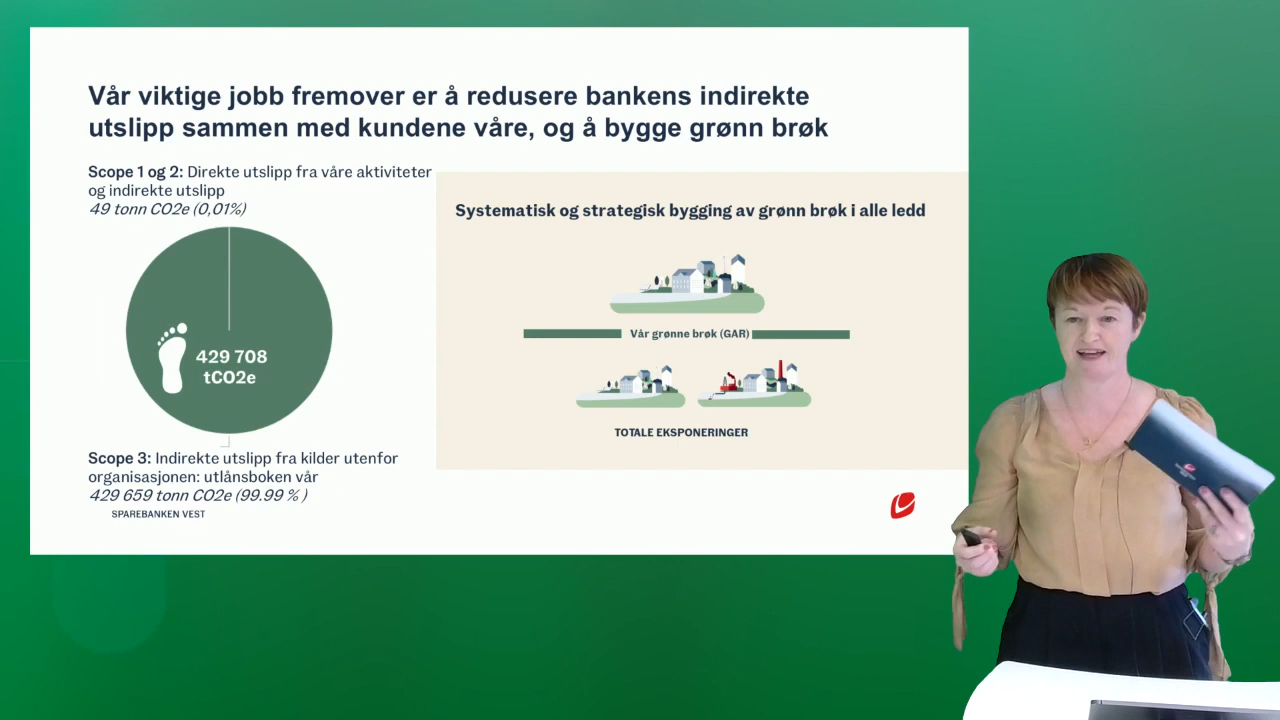 Vår viktige jobb fremover er å redusere bankens indirekte
utslipp sammen med kundene våre, og å bygge grønn brøk
Scope 1 og 2: Direkte utslipp fra våre aktiviteter
og indirekte utslipp
49 tonn CO2e (0,01%)
429 708
tCO2e
Scope 3: Indirekte utslipp fra kilder utenfor
organisasjonen: utlånsboken vår
429 659 tonn CO2e (99.99 % )
SPAREBANKEN VEST
Systematisk og strategisk bygging av grønn brøk i alle ledd
Vår grønne brøk (GAR)
TOTALE EKSPONERINGER